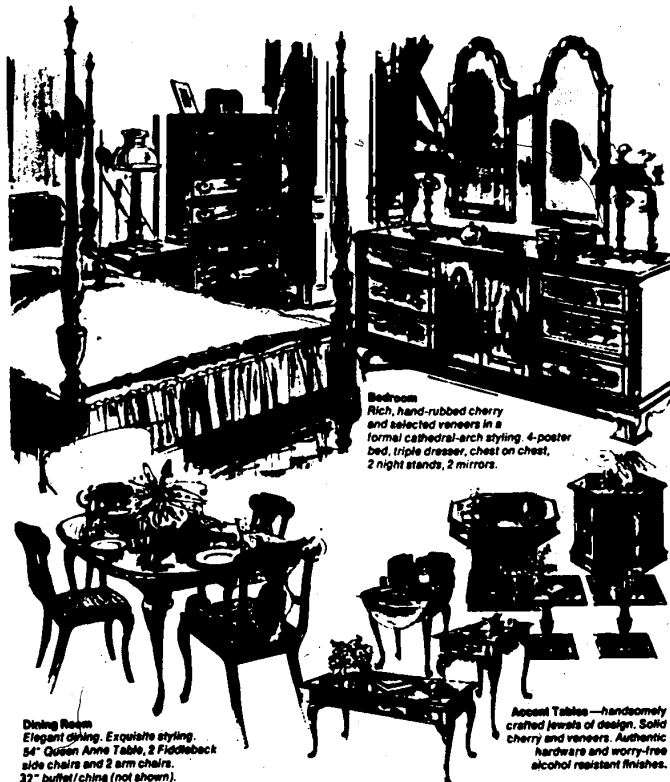 Bedroom
Rich, hand-rubbed cherry
and selected veneers in a
formal cathedral-arch styling. 4-poster
bed, triple dresser, chest on chest,
2 night stands, 2 mirrors.
Dining Room
Elegant dining. Exquisite styling.
54" Queen Anne Table, 2 Fiddleback
side chairs and 2 arm chairs.
32" buffet/china (not shown).
Accent Tables—handsomely
crafted jewels of design. Solid
cherry and veneers. Authentic
hardware and worry-free
alcohol resistant finishes.